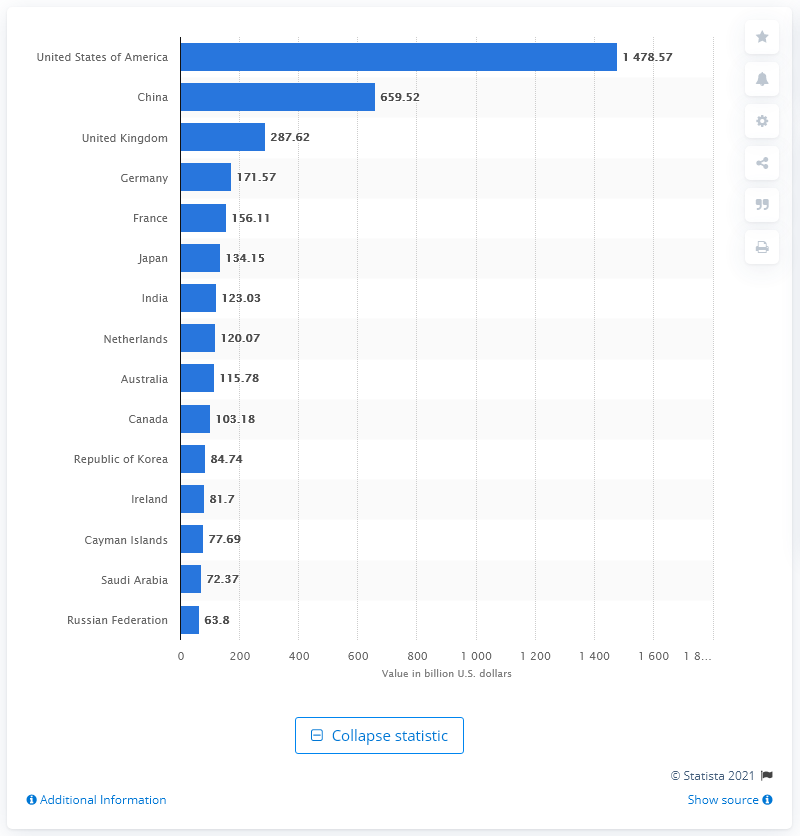 United States of America 1 478.57
China 659.52
United Kingdom 287.62
Germany 171.57
France 156.11
Japan 134.15
India 123.03
Netherlands 120.07
Australia 115.78
Canada 103.18
Republic of Korea 84.74
Ireland 81.7
Cayman Islands 77.69
Saudi Arabia 72.37
Russian Federation 63.8
0 200 400 600 800 1 000 1 200 1 400 1 600 1 8...
Value in billion U.S. dollars
Collapse statistic
© Statista 2021
Additional Information Show source